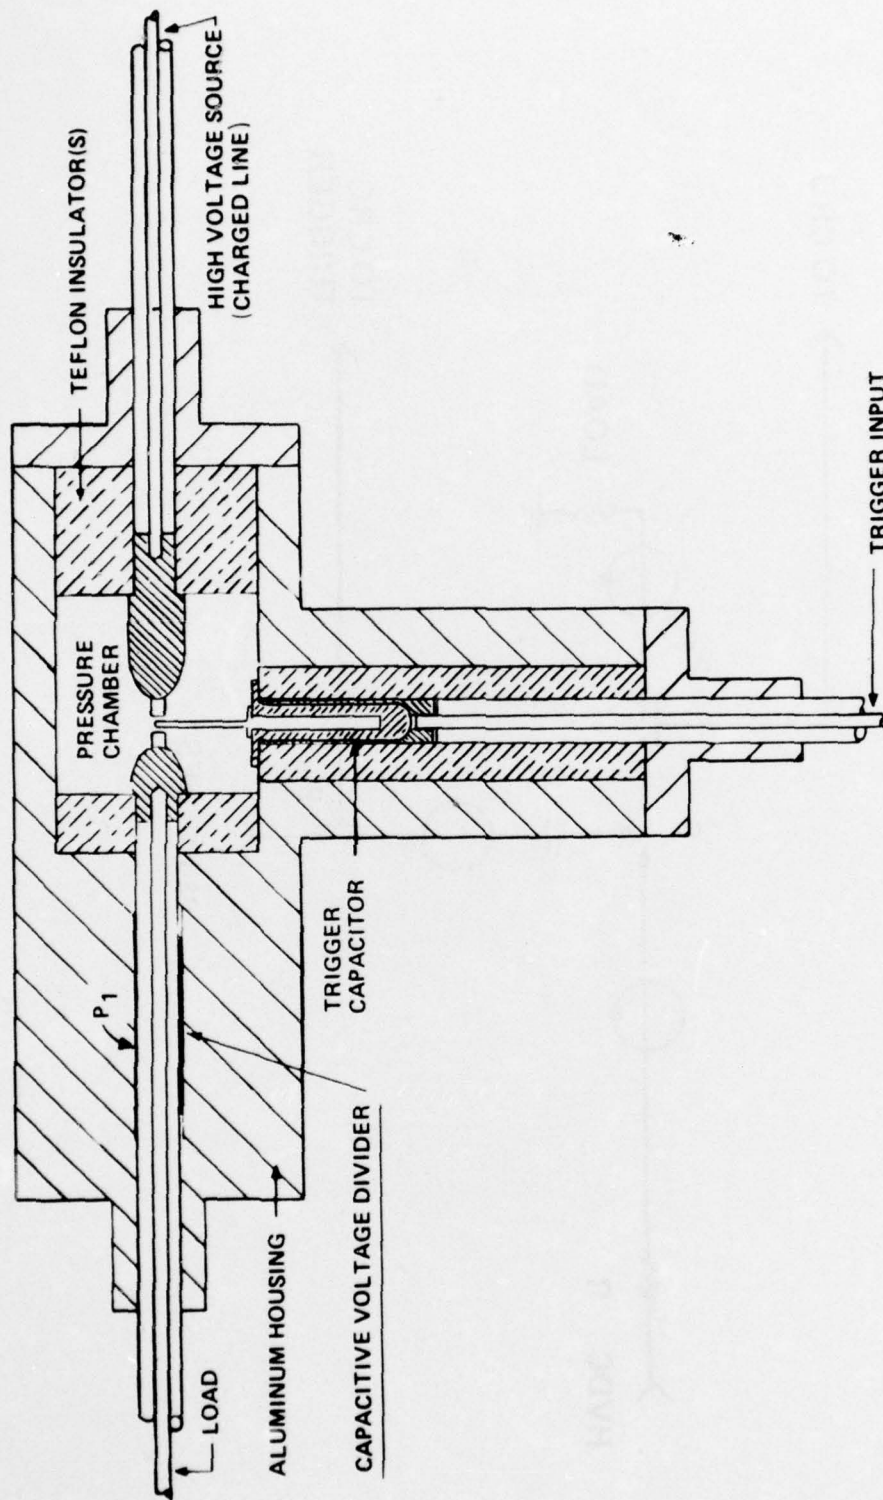 TEFLON INSULATOR(S)
HIGH VOLTAGE SOURCE
(CHARGED LINE)
PRESSURE
CHAMBER
P1
TRIGGER
CAPACITOR
TRIGGER INPUT
LOAD
ALUMINUM HOUSING
CAPACITIVE VOLTAGE DIVIDER